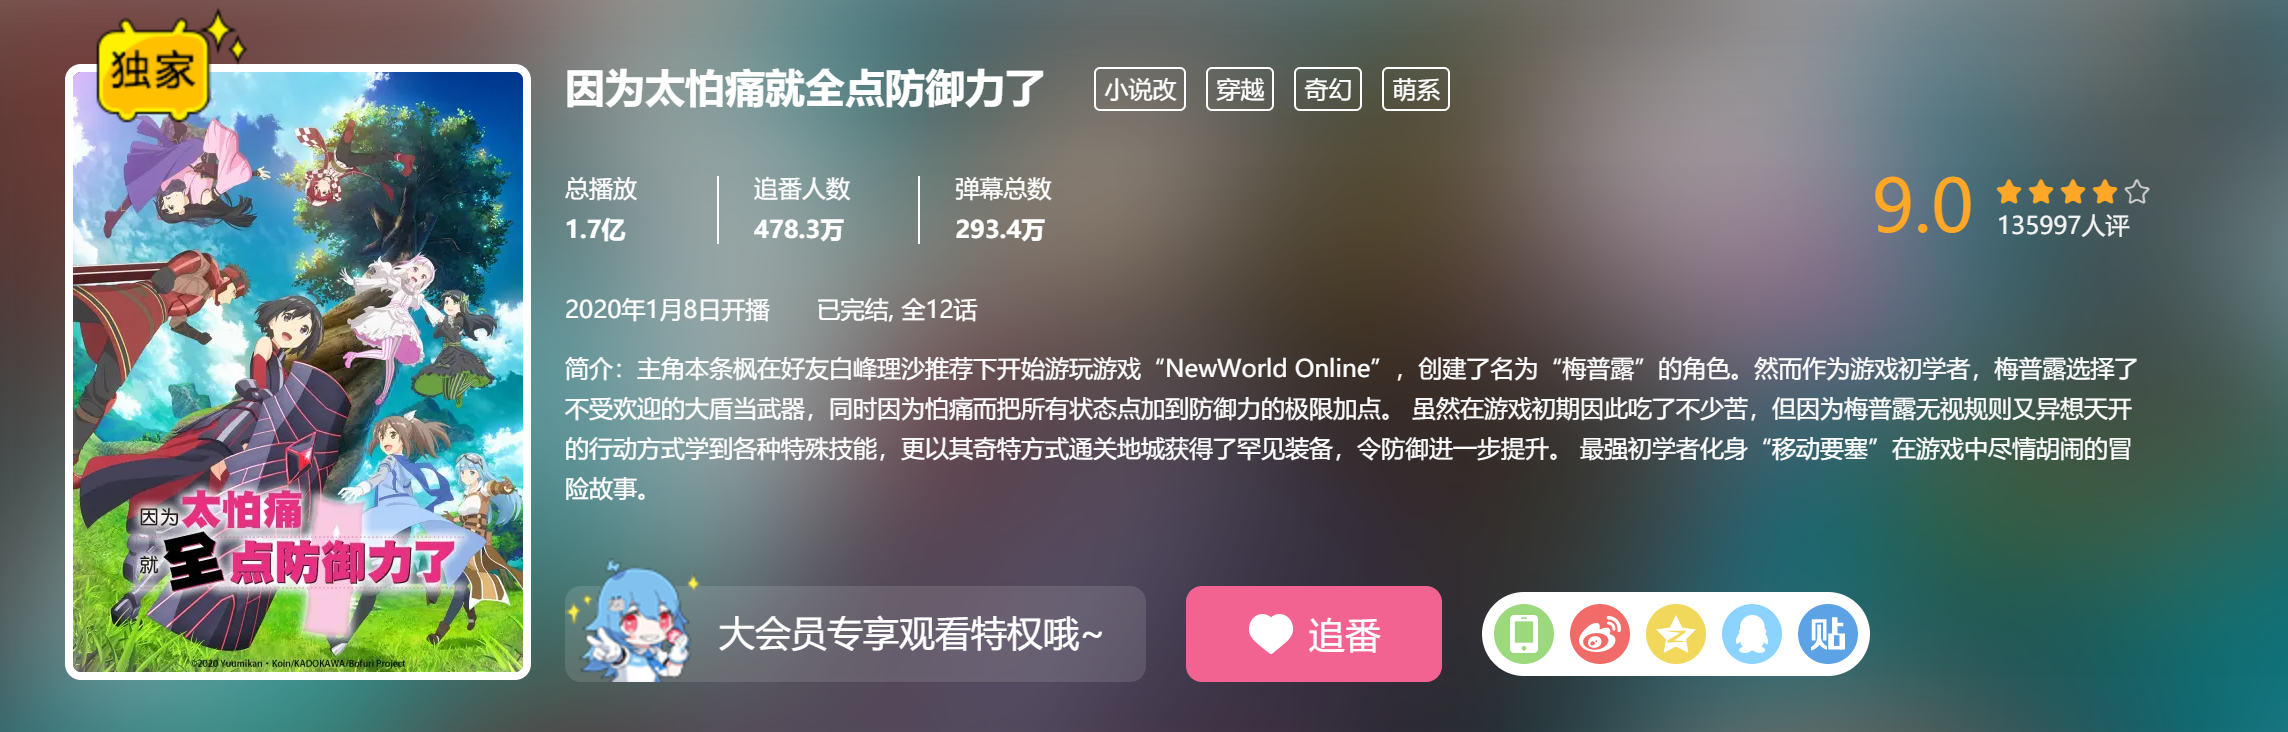 独家
因为太怕痛就全点防御力了
小说改 穿越 奇幻 萌系
总播放 追番人数 弹幕总数
1.7亿 478.3万 293.4万
9.0
135997人评
2020年1月8日开播 已完结, 全12话
简介：主角本条枫在好友白峰理沙推荐下开始游玩游戏“NewWorld Online”，创建了名为“梅普露”的角色。然而作为游戏初学者，梅普露选择了
不受欢迎的大盾当武器，同时因为怕痛而把所有状态点加到防御力的极限加点。 虽然在游戏初期因此吃了不少苦，但因为梅普露无视规则又异想天开
的行动方式学到各种特殊技能，更以其奇特方式通关地城获得了罕见装备，令防御进一步提升。 最强初学者化身“移动要塞”在游戏中尽情胡闹的冒
险故事。
因为太怕痛
就全点防御力了
©2020 Yuumikan・Koin/KADOKAWA/Bofuri Project
大会员专享观看特权哦~
追番
贴